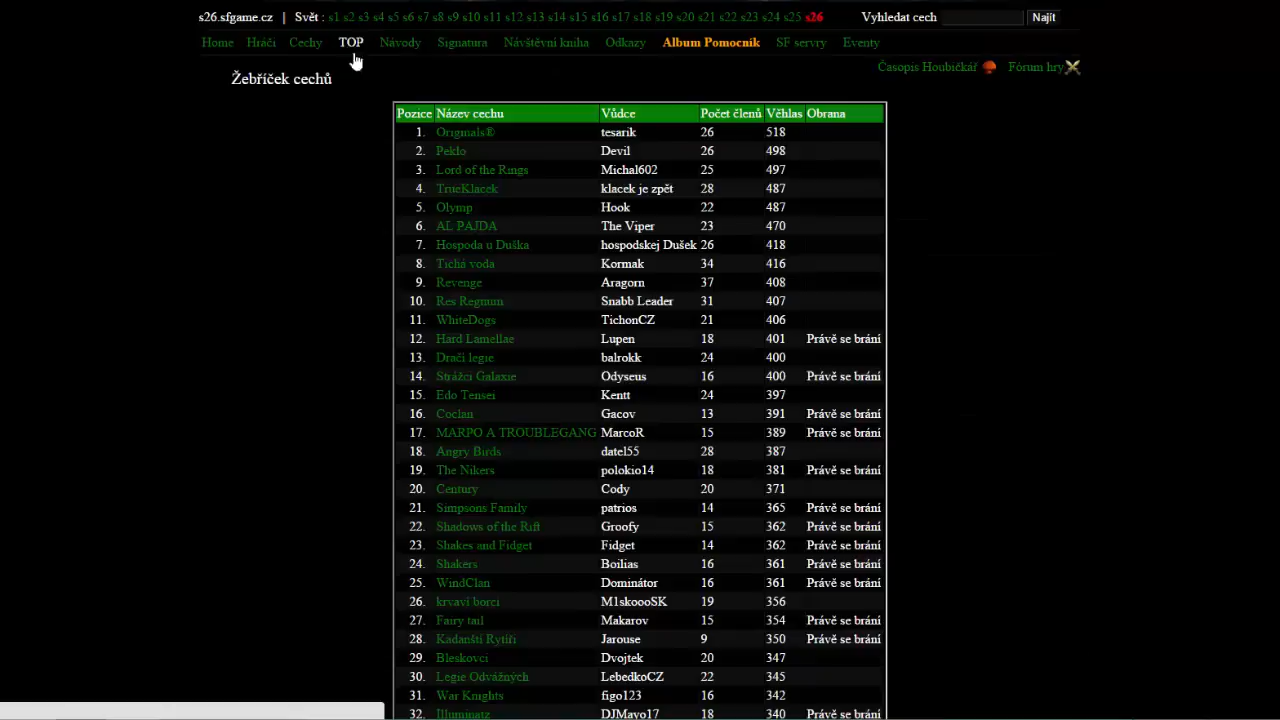 s26.sfgame.cz | Svět : s1 s2 s3 s4 s5 s6 s7 s8 s9 s10 s11 s12 s13 s14 s15 s16 s17 s18 s19 s20 s21 s22 s23 s24 s25 s26 Vyhledat cech Najít
Home Hráči Cechy TOP Návody Signatura Návštěvní kniha Odkazy Album Pomocník SF servry Eventy
Časopis Houbičkář Fórum hry
Žebříček cechů
Pozice Název cechu Vůdce Počet členů Věhlas Obrana
1. Originals® tesarik 26 518
2. Peklo Devil 26 498
3. Lord of the Rings Michal602 25 497
4. TrueKlacek klacek je zpět 28 487
5. Olymp Hook 22 487
6. AL PAJDA The Viper 23 470
7. Hospoda u Duška hospodskej Dušek 26 418
8. Tichá voda Kormak 34 416
9. Revenge Aragorn 37 408
10. Res Regnum Snabb Leader 31 407
11. WhiteDogs TichonCZ 21 406
12. Hard Lamellae Lupen 18 401 Právě se brání
13. Dračí legie balrokk 24 400
14. Strážci Galaxie Odyseus 16 400 Právě se brání
15. Edo Tensei Kentt 24 397
16. Coclan Gacov 13 391 Právě se brání
17. MARPO A TROUBLEGANG MarcoR 15 389 Právě se brání
18. Angry Birds datel55 28 387
19. The Nikers polokio14 18 381 Právě se brání
20. Century Cody 20 371
21. Simpsons Family patrios 14 365 Právě se brání
22. Shadows of the Rift Groofy 15 362 Právě se brání
23. Shakes and Fidget Fidget 14 362 Právě se brání
24. Shakers Boilias 16 361 Právě se brání
25. WindClan Dominátor 16 361 Právě se brání
26. krvaví borci M1skoooSK 19 356
27. Fairy tail Makarov 15 354 Právě se brání
28. Kadanští Rytíři Jarouse 9 350 Právě se brání
29. Bleskovci Dvojtek 20 347
30. Legie Odvážných LebedkoCZ 22 345
31. War Knights figo123 16 342
32. Illuminatz DJMayo17 18 340 Právě se brání